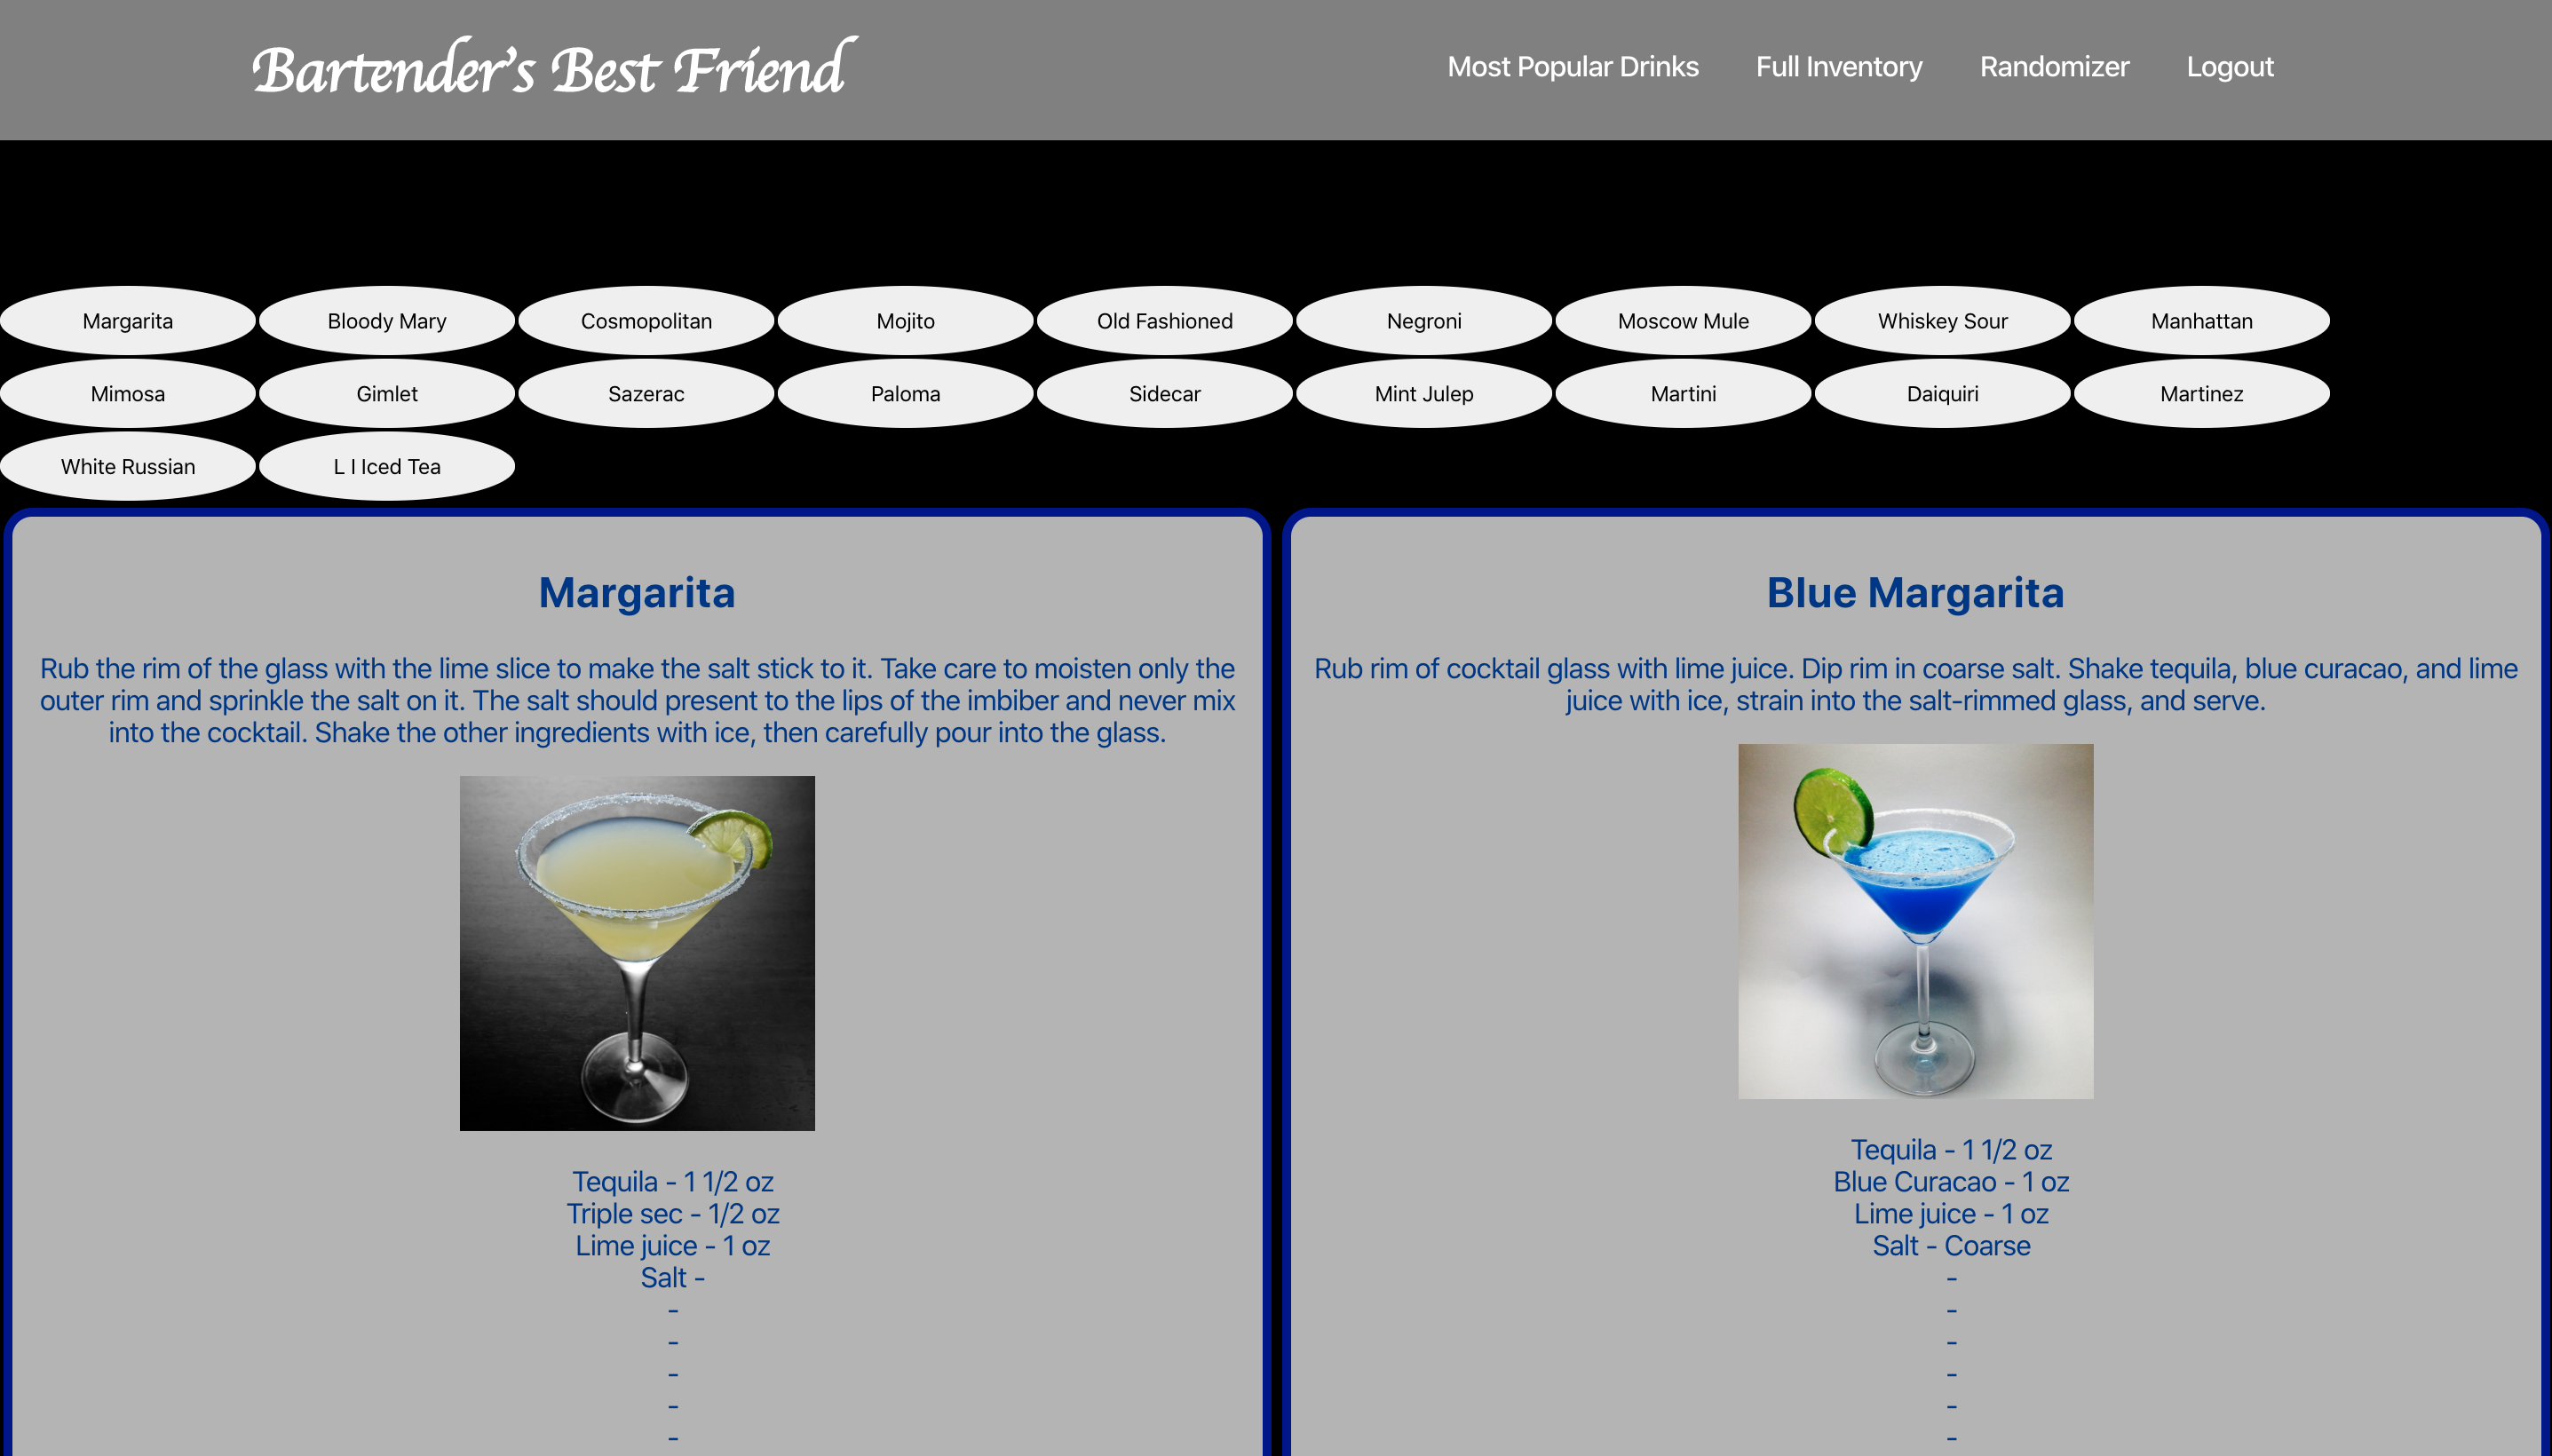 Bartender's Best Friend
Most Popular Drinks Full Inventory Randomizer Logout
Margarita Bloody Mary Cosmopolitan Mojito Old Fashioned Negroni Moscow Mule Whiskey Sour Manhattan
Mimosa Gimlet Sazerac Paloma Sidecar Mint Julep Martini Daiquiri Martinez
White Russian L I Iced Tea
Margarita
Rub the rim of the glass with the lime slice to make the salt stick to it. Take care to moisten only the
outer rim and sprinkle the salt on it. The salt should present to the lips of the imbiber and never mix
into the cocktail. Shake the other ingredients with ice, then carefully pour into the glass.
Tequila - 1 1/2 oz
Triple sec - 1/2 oz
Lime juice - 1 oz
Salt -
-
-
-
-
-
Blue Margarita
Rub rim of cocktail glass with lime juice. Dip rim in coarse salt. Shake tequila, blue curacao, and lime
juice with ice, strain into the salt-rimmed glass, and serve.
Tequila - 1 1/2 oz
Blue Curacao - 1 oz
Lime juice - 1 oz
Salt - Coarse
-
-
-
-
-
-